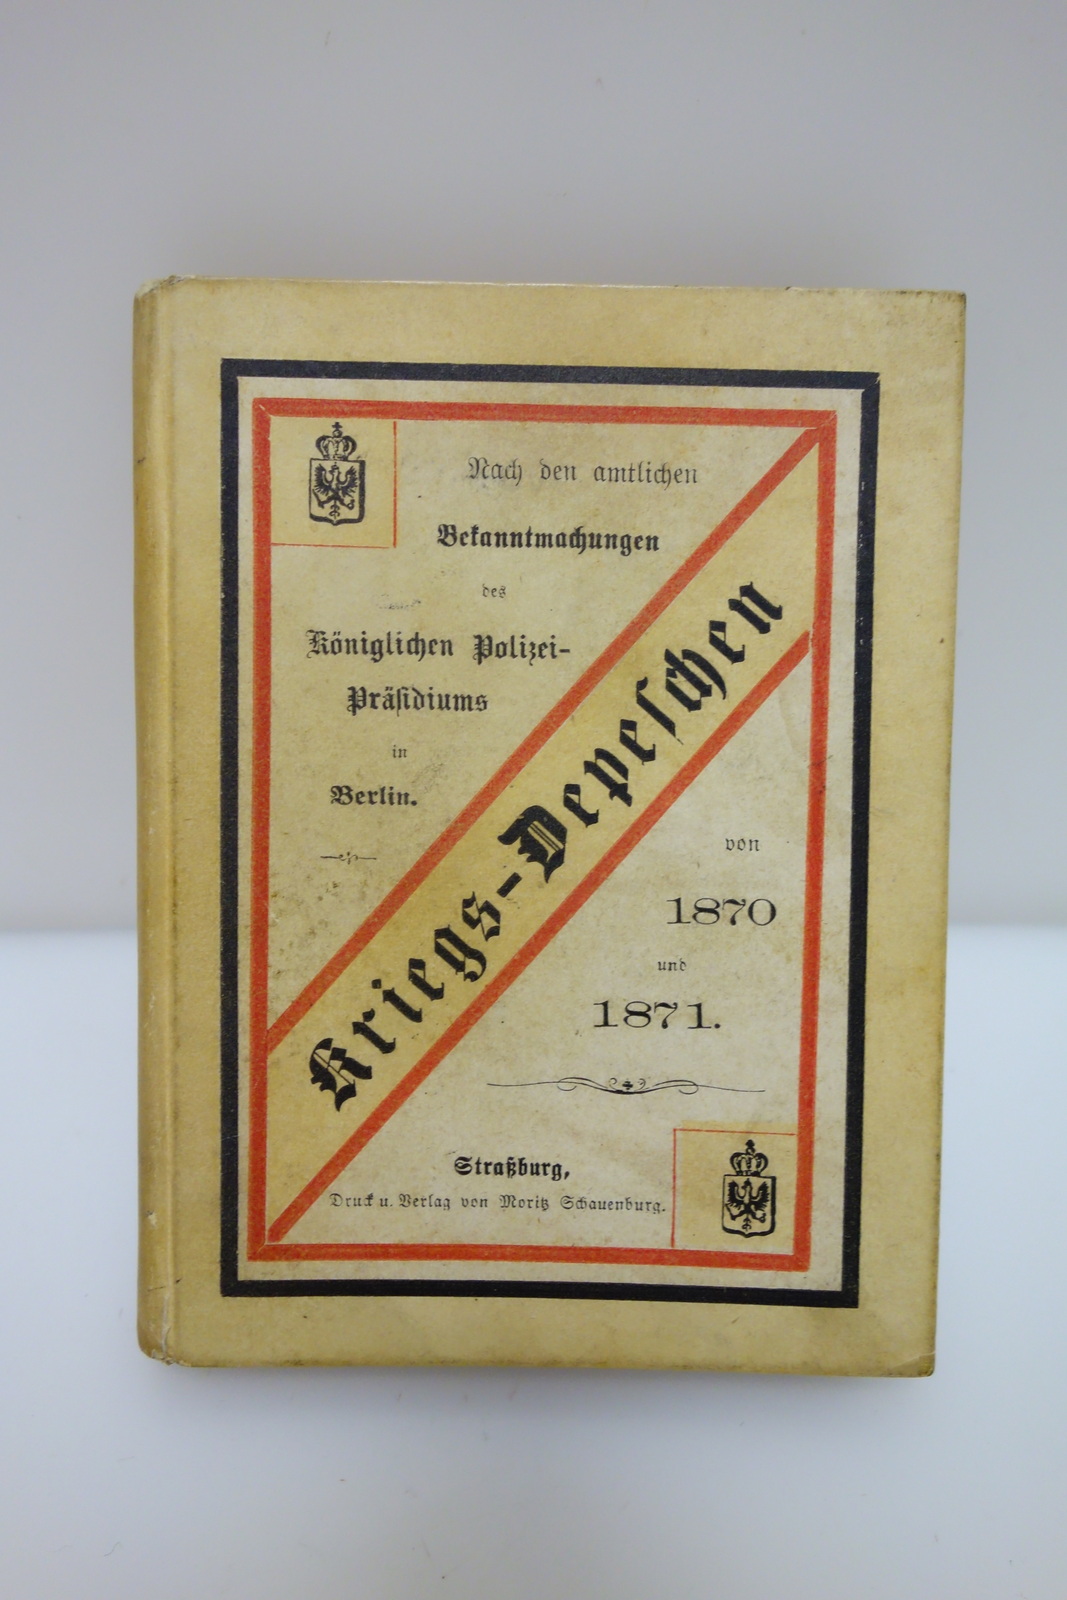 Nach den amtlichen
Bekanntmachungen
des
Königlichen Polizei-
Präsidiums
in
Berlin.
Kriegs-Depeschen
von
1870
und
1871.
Straßburg,
Druck u. Verlag von Moritz Schauenburg.